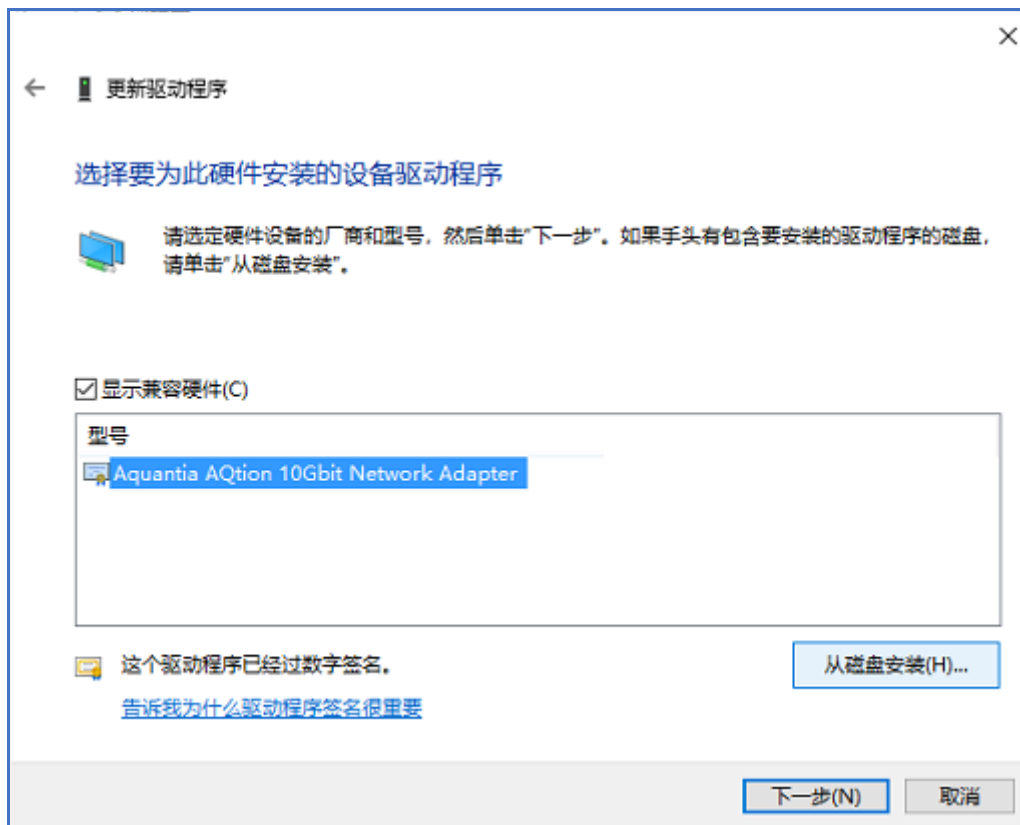 更新驱动程序
选择要为此硬件安装的设备驱动程序
请选定硬件设备的厂商和型号，然后单击"下一步"。如果手头有包含要安装的驱动程序的磁盘，
请单击"从磁盘安装"。
显示兼容硬件(C)
型号
Aquantia AQtion 10Gbit Network Adapter
这个驱动程序已经过数字签名。
从磁盘安装(H)...
告诉我为什么驱动程序签名很重要
下一步(N)
取消